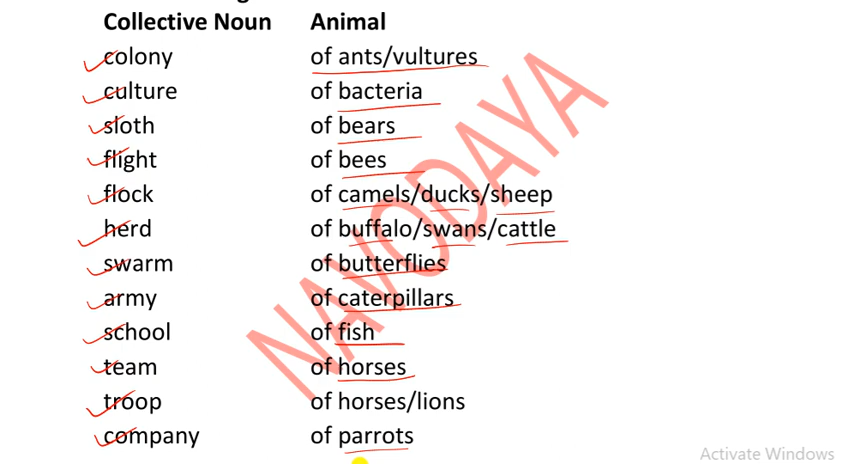 Collective Noun Animal
colony of ants/vultures
culture of bacteria
sloth of bears
flight of bees
flock of camels/ducks/sheep
herd of buffalo/swans/cattle
swarm of butterflies
army of caterpillars
school of fish
team of horses
troop of horses/lions
company of parrots
NAVODAYA
Activate Windows